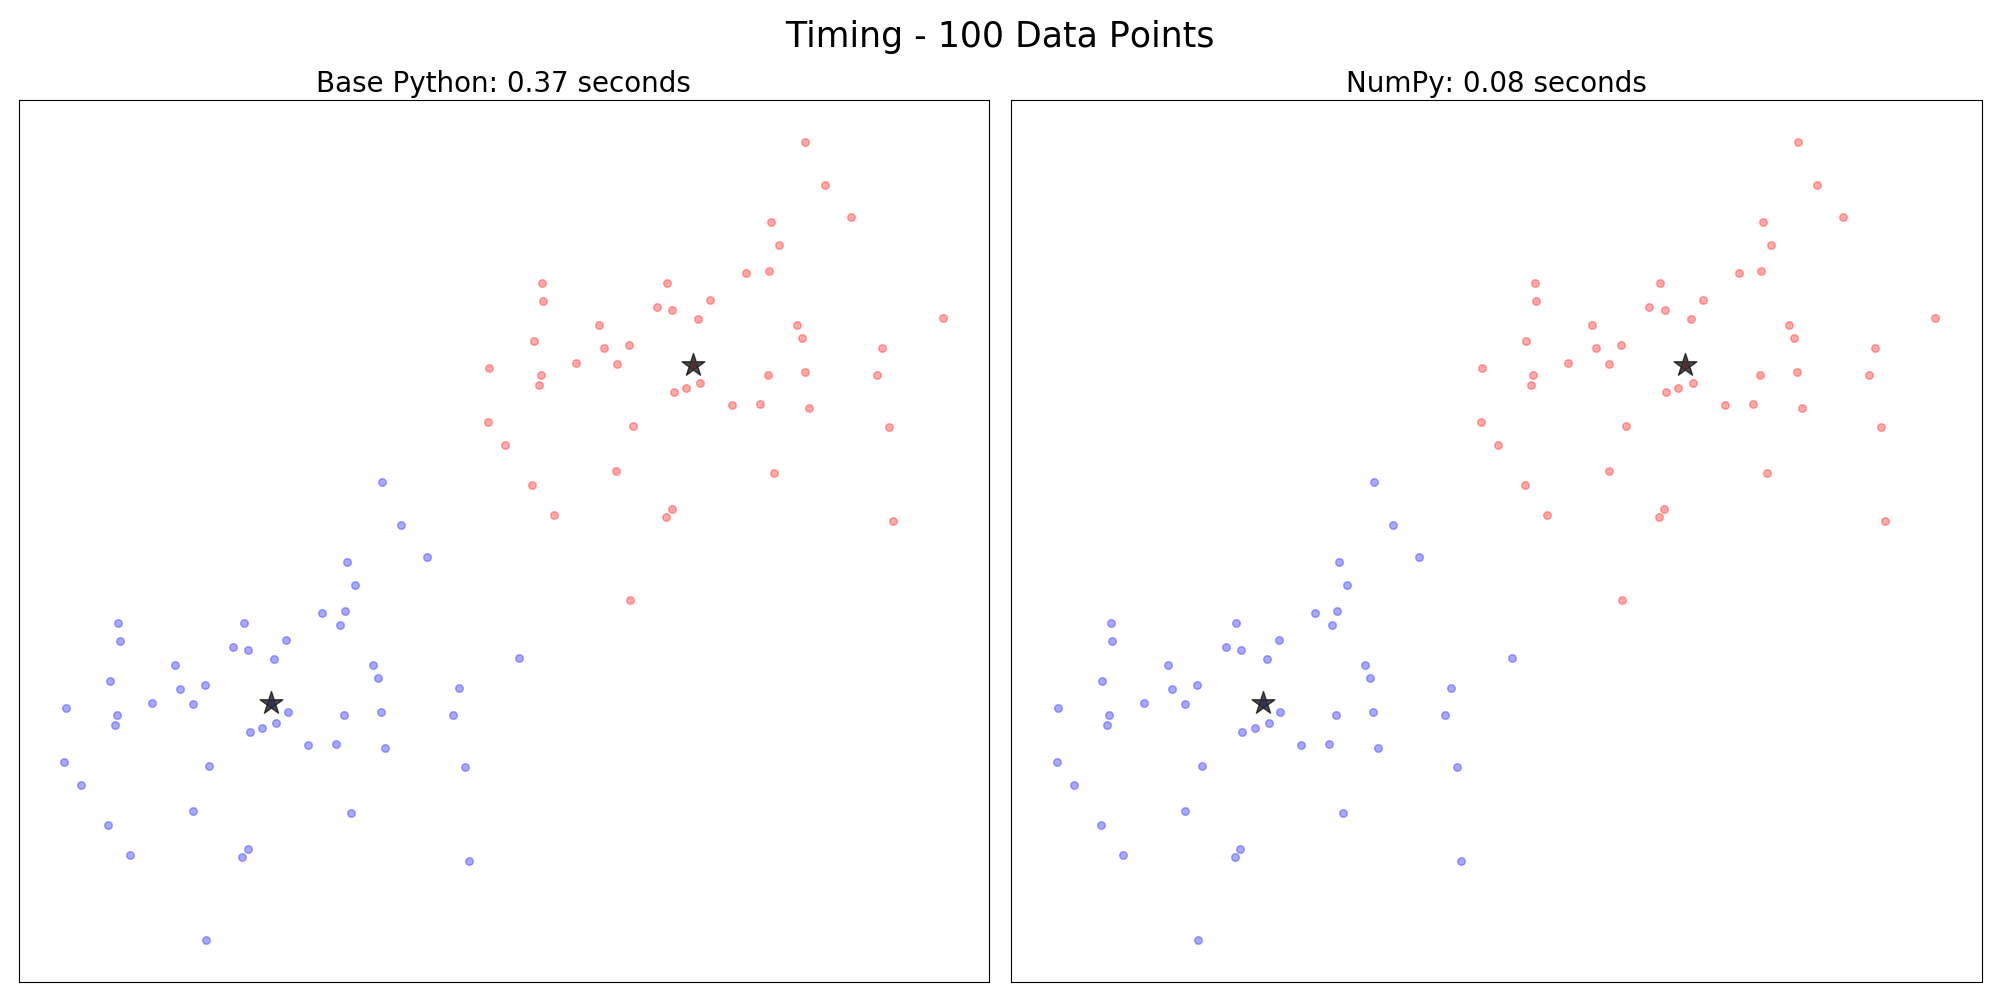 Timing - 100 Data Points
Base Python: 0.37 seconds
NumPy: 0.08 seconds